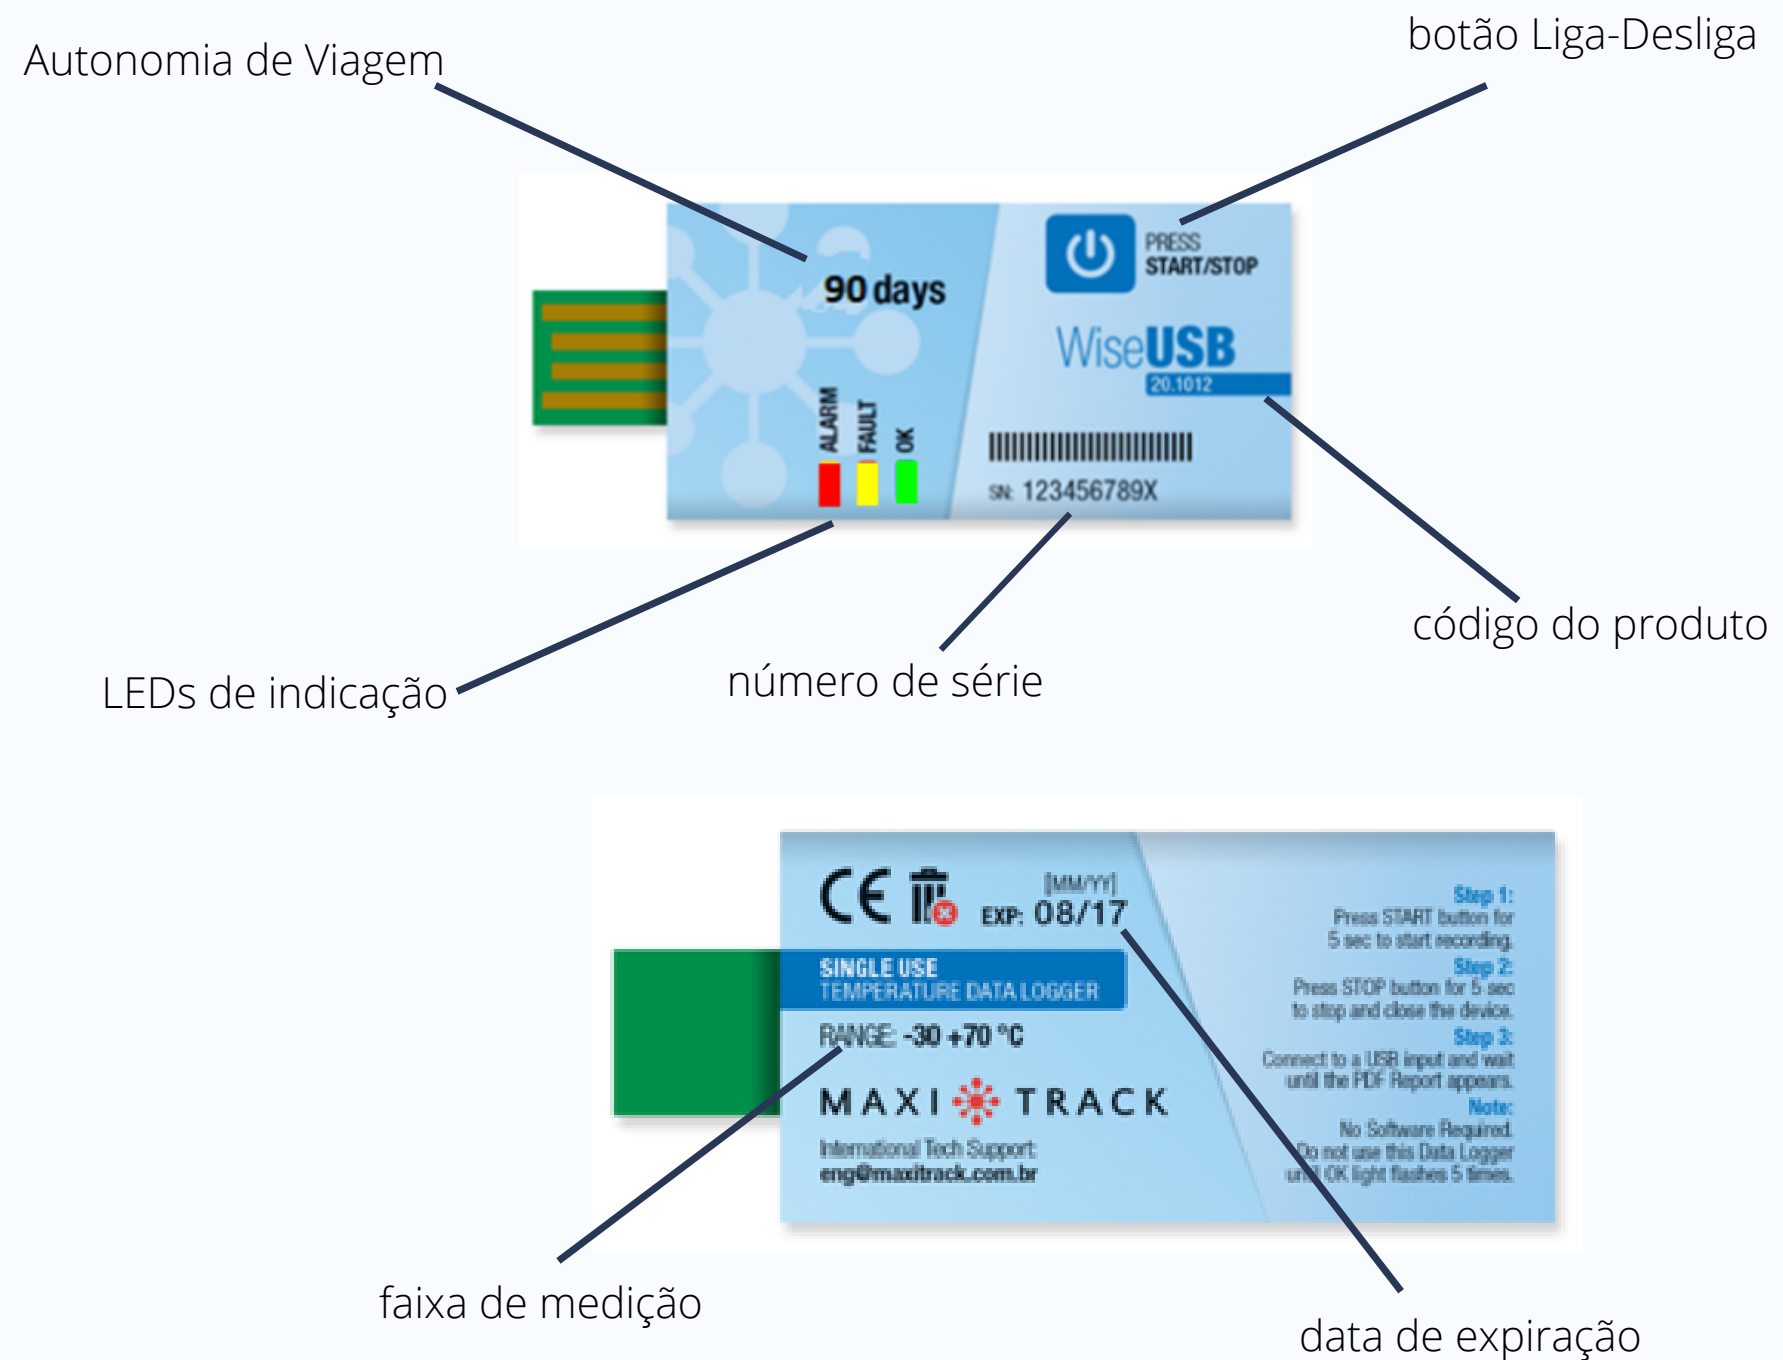 Autonomia de Viagem
botão Liga-Desliga
90 days
PRESS
START/STOP
WiseUSB
20.1012
ALARM
FAULT
OK
SN: 123456789X
código do produto
número de série
LEDs de indicação
CE
[MM/YY]
EXP: 08/17
SINGLE USE
TEMPERATURE DATA LOGGER
RANGE: -30 +70 °C
MAXI TRACK
International Tech Support:
eng@maxitrack.com.br
Step 1:
Press START button for
5 sec to start recording.
Step 2:
Press STOP button for 5 sec
to stop and close the device.
Step 3:
Connect to a USB input and wait
until the PDF Report appears.
Note:
No Software Required.
Do not use this Data Logger
until OK light flashes 5 times.
faixa de medição
data de expiração